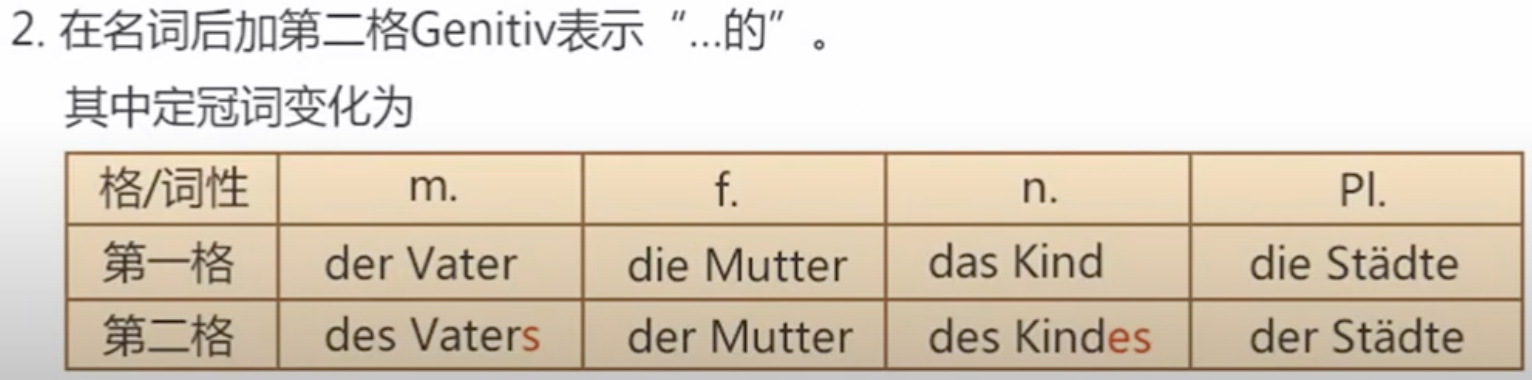 2. 在名词后加第二格Genitiv表示“...的”。
其中定冠词变化为
格/词性 m. f. n. Pl.
第一格 der Vater die Mutter das Kind die Städte
第二格 des Vaters der Mutter des Kindes der Städte